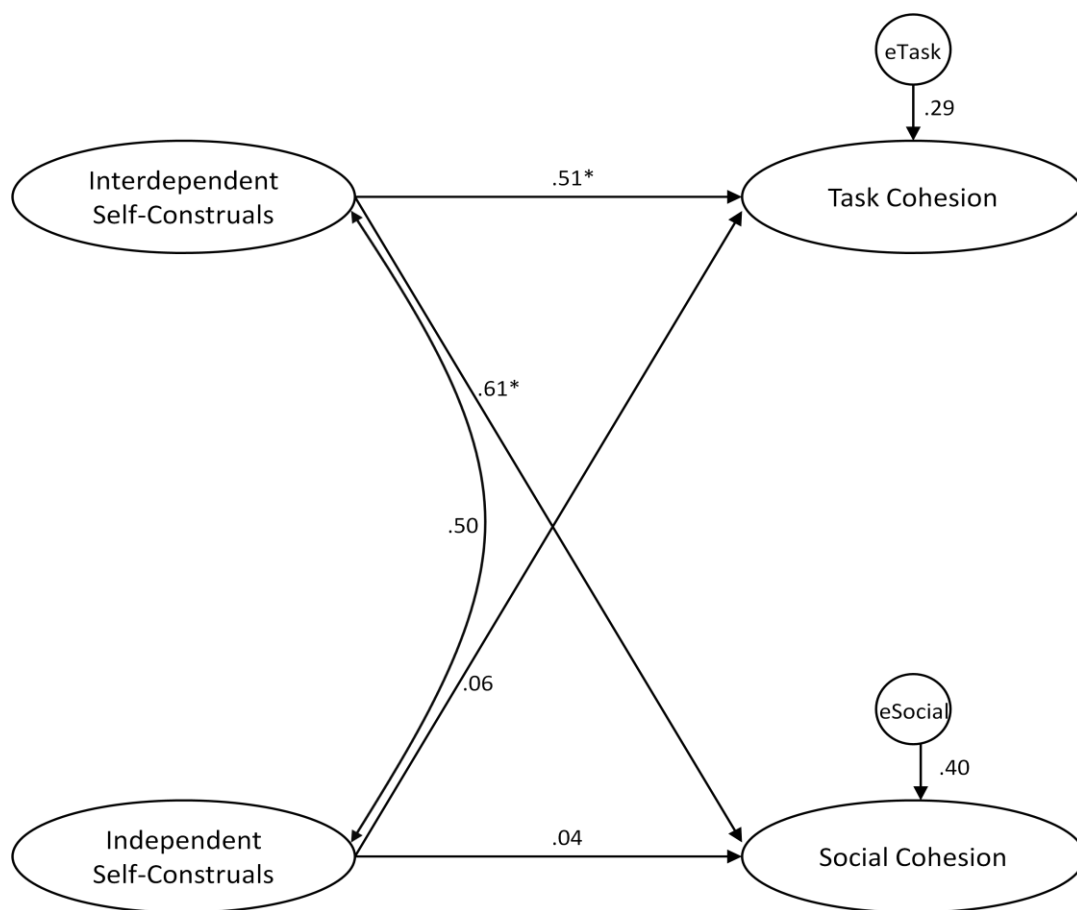 eTask
.29
Interdependent
Self-Construals
.51*
Task Cohesion
.61*
.50
.06
eSocial
.40
Independent
Self-Construals
.04
Social Cohesion